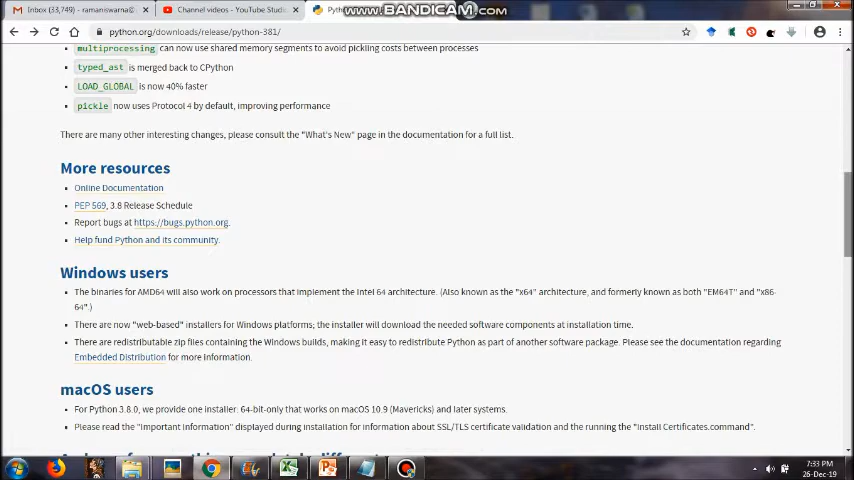 www.BANDICAM.com
Inbox (33,749) - ramaniswarna@
Channel videos - YouTube Studi
python.org/downloads/release/python-381/
multiprocessing can now use shared memory segments to avoid pickling costs between processes
typed_ast is merged back to CPython
LOAD_GLOBAL is now 40% faster
pickle now uses Protocol 4 by default, improving performance
There are many other interesting changes, please consult the "What's New" page in the documentation for a full list.
More resources
Online Documentation
PEP 569, 3.8 Release Schedule
Report bugs at https://bugs.python.org.
Help fund Python and its community.
Windows users
The binaries for AMD64 will also work on processors that implement the Intel 64 architecture. (Also known as the "x64" architecture, and formerly known as both "EM64T" and "x86-
64".)
There are now "web-based" installers for Windows platforms; the installer will download the needed software components at installation time.
There are redistributable zip files containing the Windows builds, making it easy to redistribute Python as part of another software package. Please see the documentation regarding
Embedded Distribution for more information.
macOS users
For Python 3.8.0, we provide one installer: 64-bit-only that works on macOS 10.9 (Mavericks) and later systems.
Please read the "Important Information" displayed during installation for information about SSL/TLS certificate validation and the running the "Install Certificates.command".
7:33 PM
26-Dec-19